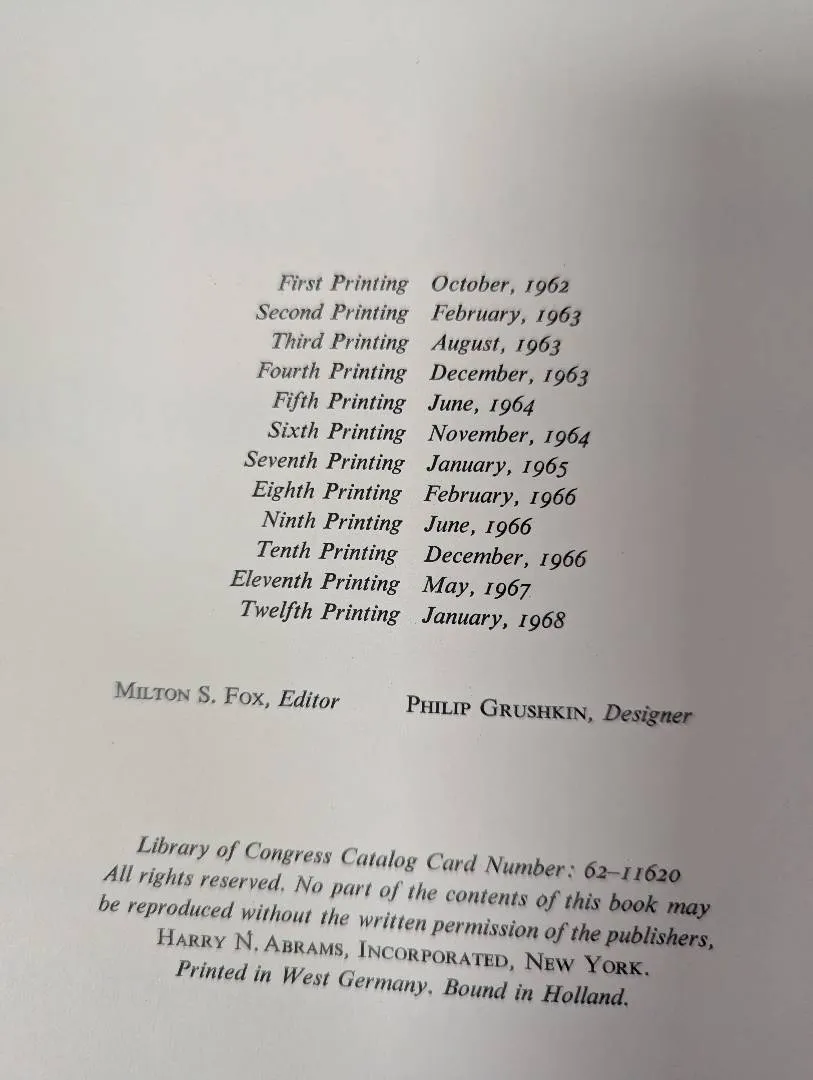 First Printing October, 1962
Second Printing February, 1963
Third Printing August, 1963
Fourth Printing December, 1963
Fifth Printing June, 1964
Sixth Printing November, 1964
Seventh Printing January, 1965
Eighth Printing February, 1966
Ninth Printing June, 1966
Tenth Printing December, 1966
Eleventh Printing May, 1967
Twelfth Printing January, 1968
MILTON S. FOX, Editor PHILIP GRUSHKIN, Designer
Library of Congress Catalog Card Number: 62–11620
All rights reserved. No part of the contents of this book may
be reproduced without the written permission of the publishers,
HARRY N. ABRAMS, INCORPORATED, NEW YORK.
Printed in West Germany. Bound in Holland.